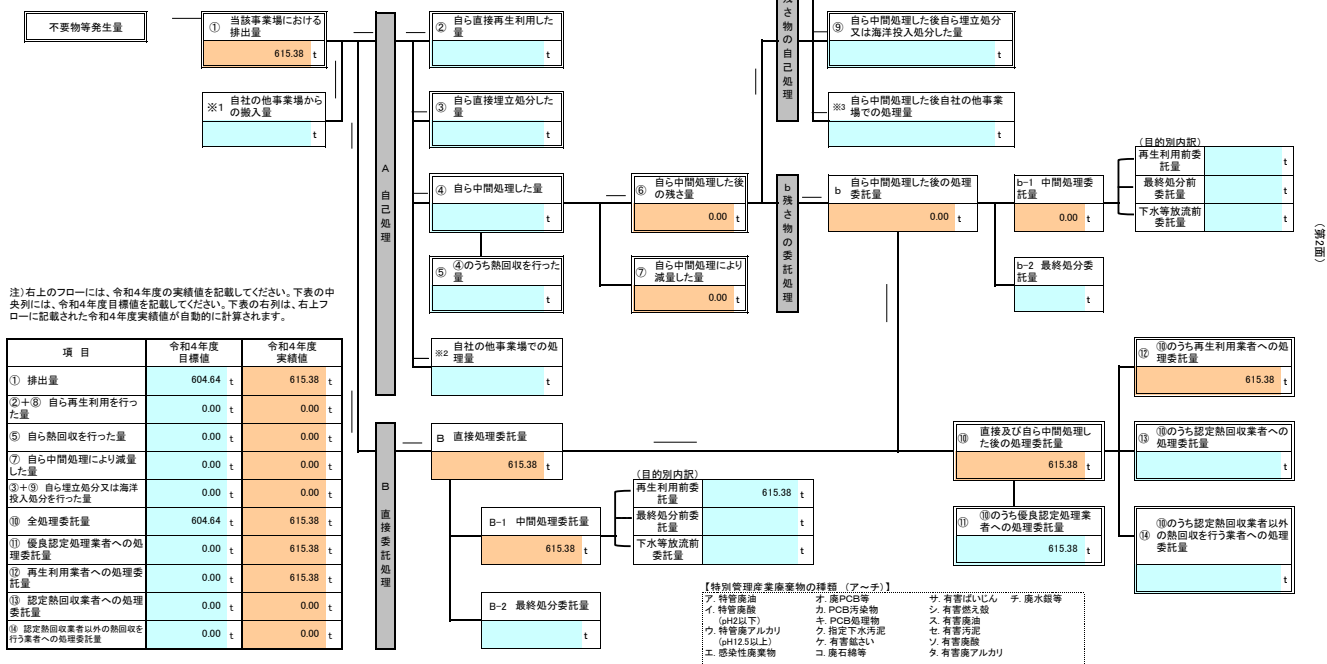 不要物等発生量
① 当該事業場における
排出量
615.38 t
※1 自社の他事業場から
の搬入量
t
A 自己処理
② 自ら直接再生利用した
量
t
③ 自ら直接埋立処分した
量
t
④ 自ら中間処理した量
t
⑤ ④のうち熱回収を行った
量
t
※2 自社の他事業場での処
理量
t
⑥ 自ら中間処理した後
の残さ量
0.00 t
⑦ 自ら中間処理により
減量した量
0.00 t
残さ物の自己処理
⑨ 自ら中間処理した後自ら埋立処分
又は海洋投入処分した量
t
※3 自ら中間処理した後自社の他事業
場での処理量
t
b 残さ物の委託処理
b 自ら中間処理した後の処理
委託量
0.00 t
b-1 中間処理委
託量
0.00 t
b-2 最終処分委
託量
t
(目的別内訳)
再生利用前委
託量
t
最終処分前
委託量
t
下水等放流前
委託量
t
(第2面)
注)右上のフローには、令和4年度の実績値を記載してください。下表の中
央列には、令和4年度目標値を記載してください。下表の右列は、右上フ
ローに記載された令和4年度実績値が自動的に計算されます。
項 目 令和4年度
目標値 令和4年度
実績値
① 排出量 604.64 t 615.38 t
②+⑧ 自ら再生利用を行っ
た量 0.00 t 0.00 t
⑤ 自ら熱回収を行った量 0.00 t 0.00 t
⑦ 自ら中間処理により減量
した量 0.00 t 0.00 t
③+⑨ 自ら埋立処分又は海洋
投入処分を行った量 0.00 t 0.00 t
⑩ 全処理委託量 604.64 t 615.38 t
⑪ 優良認定処理業者への処
理委託量 0.00 t 615.38 t
⑫ 再生利用業者への処理委
託量 0.00 t 615.38 t
⑬ 認定熱回収業者への処理
委託量 0.00 t 0.00 t
⑭ 認定熱回収業者以外の熱回収を
行う業者への処理委託量 0.00 t 0.00 t
B 直接委託処理
B 直接処理委託量
615.38 t
B-1 中間処理委託量
615.38 t
B-2 最終処分委託量
t
(目的別内訳)
再生利用前委
託量
615.38 t
最終処分前委
託量
t
下水等放流前
委託量
t
⑩ 直接及び自ら中間処理し
た後の処理委託量
615.38 t
⑪ ⑩のうち優良認定処理業
者への処理委託量
615.38 t
⑫ ⑩のうち再生利用業者への処
理委託量
615.38 t
⑬ ⑩のうち認定熱回収業者への
処理委託量
t
⑭ ⑩のうち認定熱回収業者以外
の熱回収を行う業者への処理
委託量
t
【特別管理産業廃棄物の種類 (ア~チ)】
ア. 特管廃油 オ. 廃PCB等 サ. 有害ばいじん チ. 廃水銀等
イ. 特管廃酸 カ. PCB汚染物 シ. 有害燃え殻
(pH2以下) キ. PCB処理物 ス. 有害廃油
ウ. 特管廃アルカリ ク. 指定下水汚泥 セ. 有害汚泥
(pH12.5以上) ケ. 有害鉱さい ソ. 有害廃酸
エ. 感染性廃棄物 コ. 廃石綿等 タ. 有害廃アルカリ